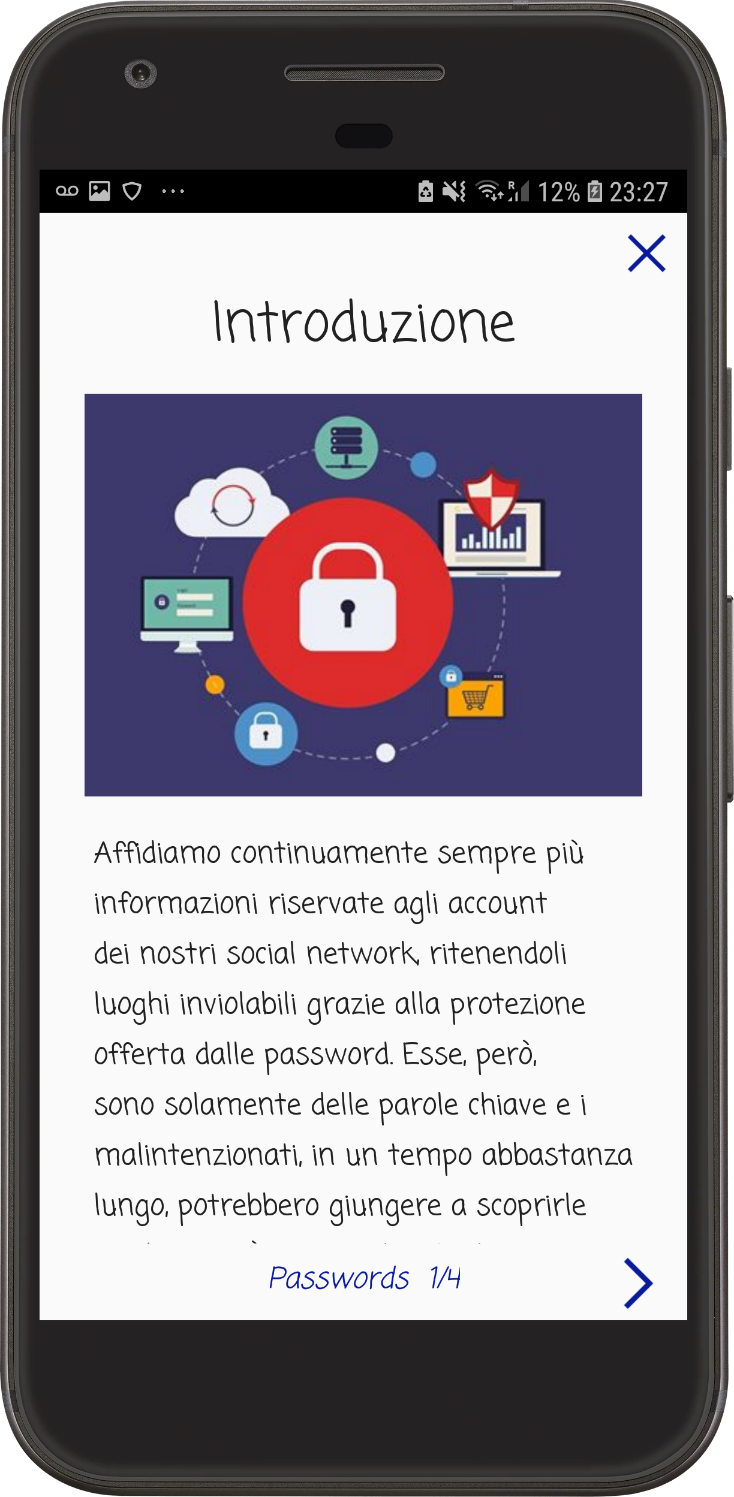 12% 23:27
Introduzione
Affidiamo continuamente sempre più
informazioni riservate agli account
dei nostri social network, ritenendoli
luoghi inviolabili grazie alla protezione
offerta dalle password. Esse, però,
sono solamente delle parole chiave e i
malintenzionati, in un tempo abbastanza
lungo, potrebbero giungere a scoprirle
Passwords 1/4